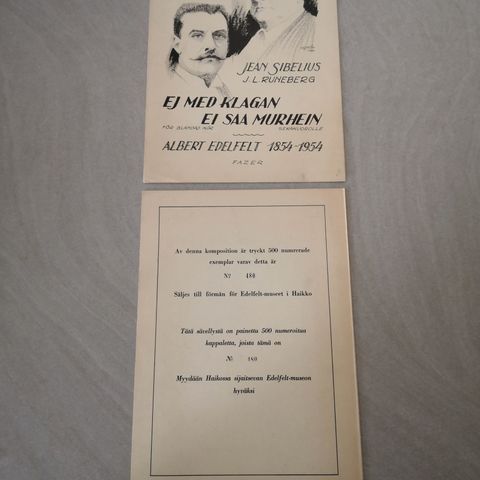 JEAN SIBELIUS
J. L. RUNEBERG
EJ MED KLAGAN
EI SAA MURHEIN
FÖR BLANDAD KÖR SEKAKUOROLLE
ALBERT EDELFELT 1854-1954
FAZER
Av denna komposition är tryckt 500 numrerade
exemplar varav detta är
Nº 480
Säljes till förmån för Edelfelt-museet i Haikko
Tätä sävellystä on painettu 500 numeroitua
kappaletta, joista tämä on
Nº 480
Myydään Haikossa sijaitsevan Edelfelt-museon
hyväksi